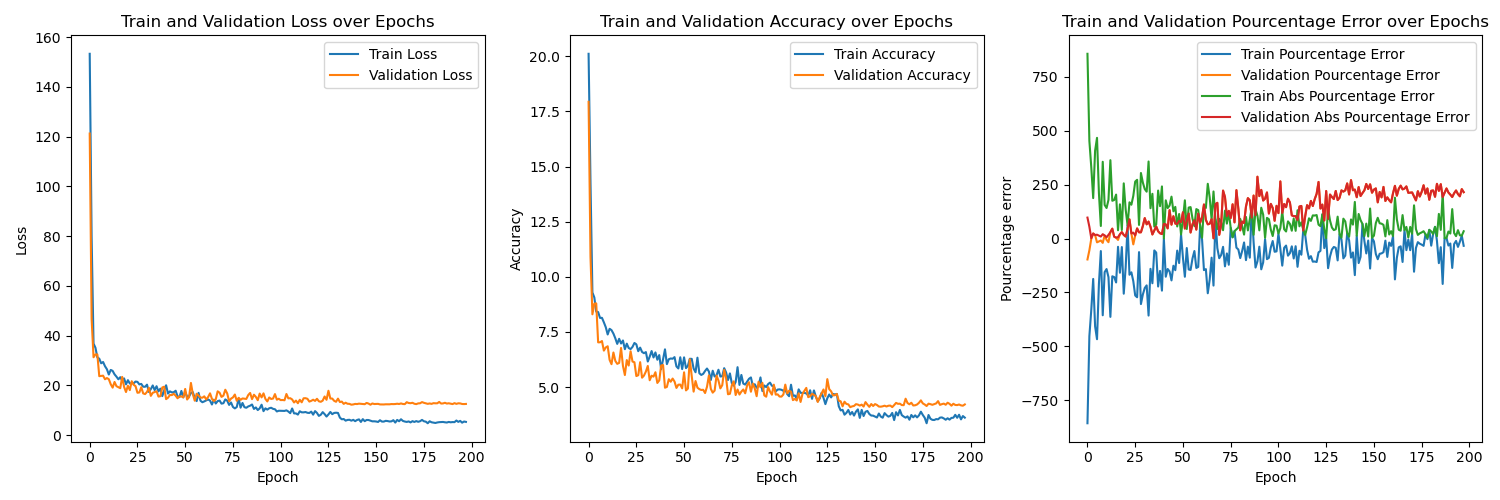 Train and Validation Loss over Epochs
Train Loss
Validation Loss
Loss
160
140
120
100
80
60
40
20
0
0 25 50 75 100 125 150 175 200
Epoch
Train and Validation Accuracy over Epochs
Train Accuracy
Validation Accuracy
Accuracy
20.0
17.5
15.0
12.5
10.0
7.5
5.0
0 25 50 75 100 125 150 175 200
Epoch
Train and Validation Pourcentage Error over Epochs
Train Pourcentage Error
Validation Pourcentage Error
Train Abs Pourcentage Error
Validation Abs Pourcentage Error
Pourcentage error
750
500
250
0
−250
−500
−750
0 25 50 75 100 125 150 175 200
Epoch